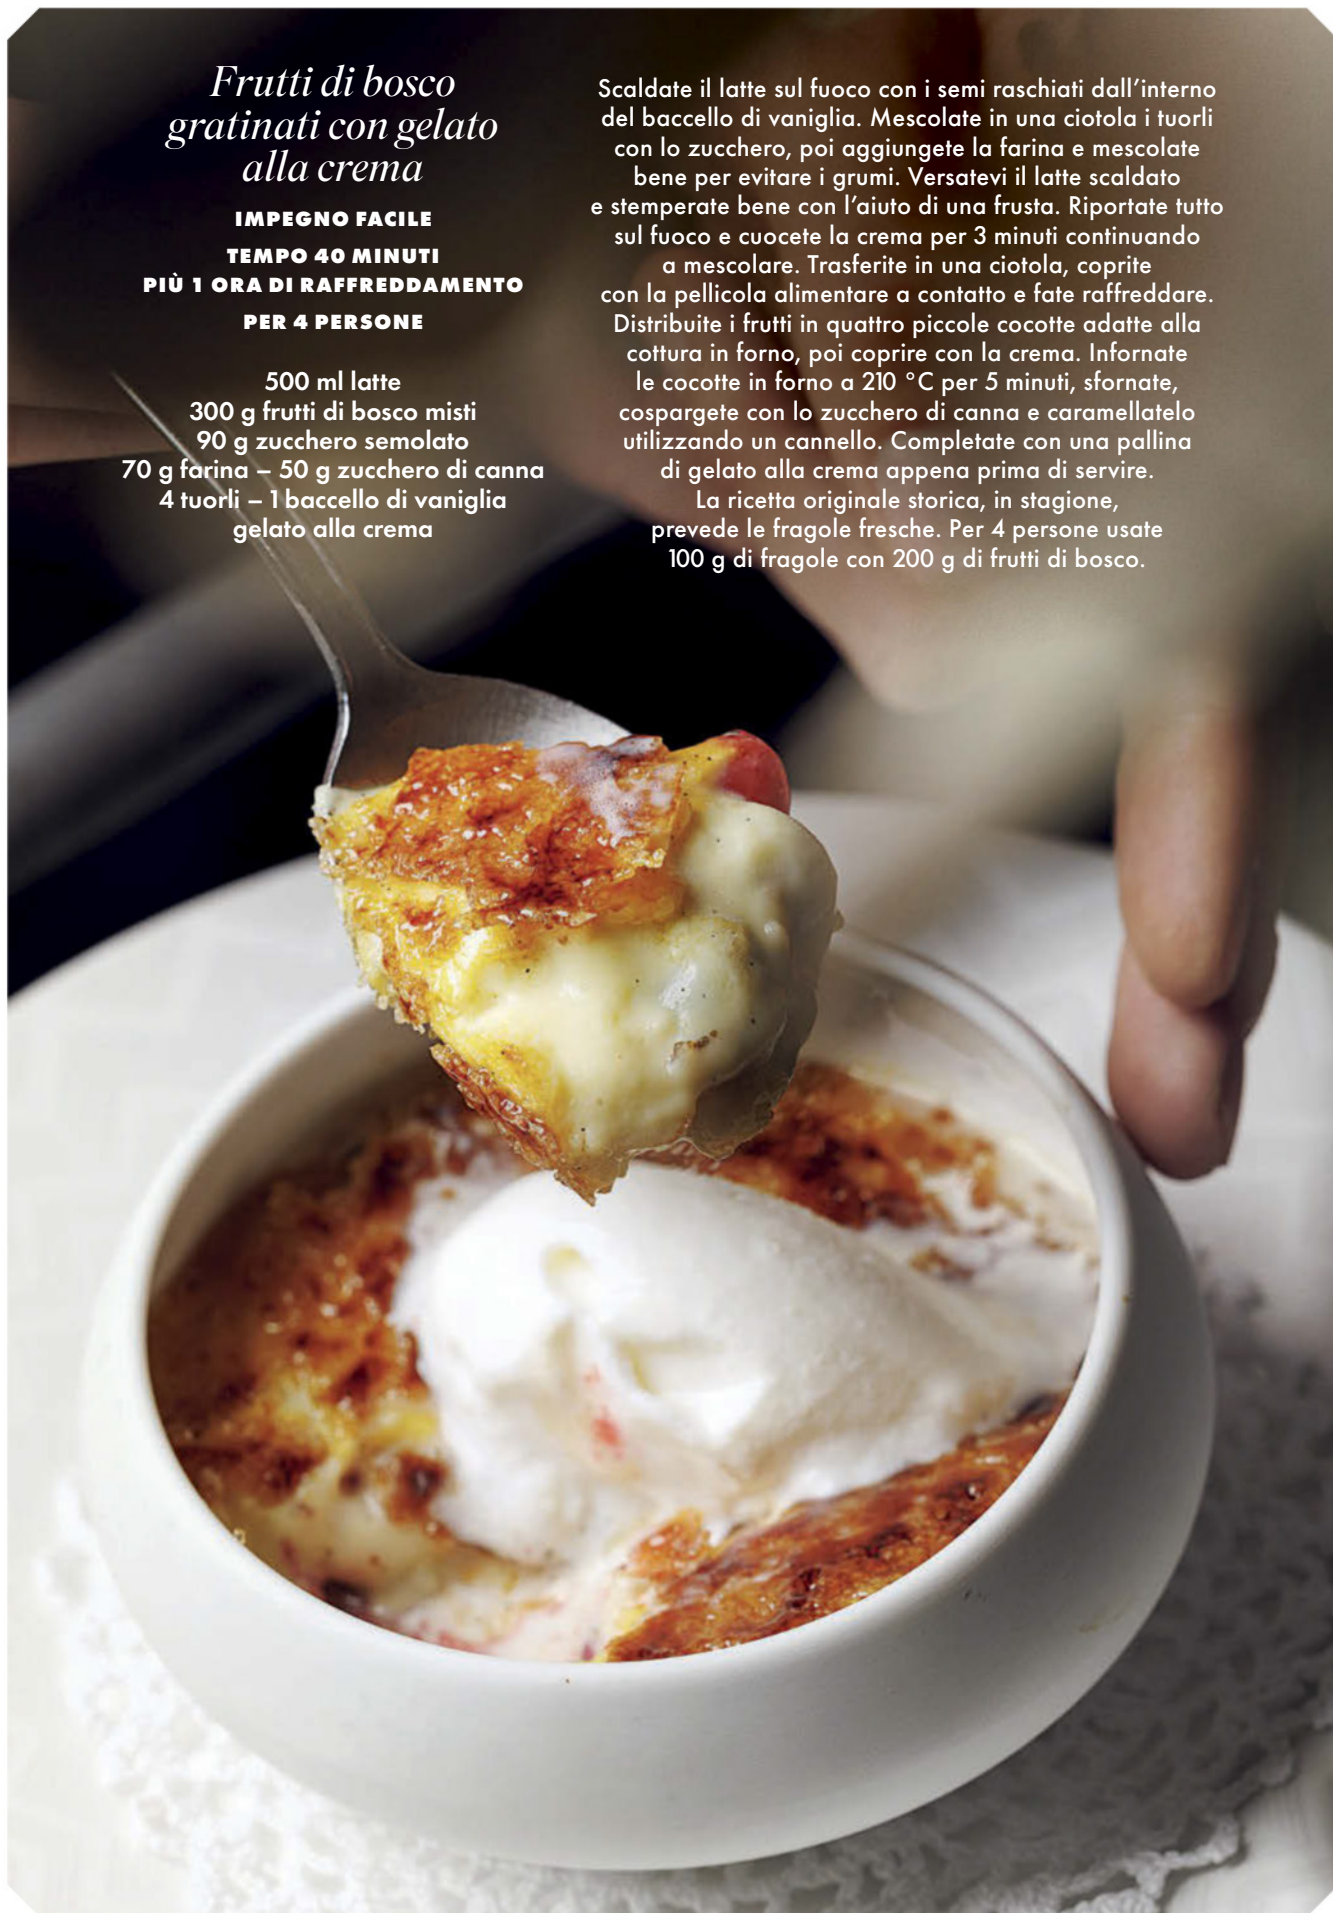 Frutti di bosco
gratinati con gelato
alla crema
IMPEGNO FACILE
TEMPO 40 MINUTI
PIÙ 1 ORA DI RAFFREDDAMENTO
PER 4 PERSONE
500 ml latte
300 g frutti di bosco misti
90 g zucchero semolato
70 g farina – 50 g zucchero di canna
4 tuorli – 1 baccello di vaniglia
gelato alla crema
Scaldate il latte sul fuoco con i semi raschiati dall'interno
del baccello di vaniglia. Mescolate in una ciotola i tuorli
con lo zucchero, poi aggiungete la farina e mescolate
bene per evitare i grumi. Versatevi il latte scaldato
e stemperate bene con l'aiuto di una frusta. Riportate tutto
sul fuoco e cuocete la crema per 3 minuti continuando
a mescolare. Trasferite in una ciotola, coprite
con la pellicola alimentare a contatto e fate raffreddare.
Distribuite i frutti in quattro piccole cocotte adatte alla
cottura in forno, poi coprire con la crema. Infornate
le cocotte in forno a 210 °C per 5 minuti, sfornate,
cospargete con lo zucchero di canna e caramellatelo
utilizzando un cannello. Completate con una pallina
di gelato alla crema appena prima di servire.
La ricetta originale storica, in stagione,
prevede le fragole fresche. Per 4 persone usate
100 g di fragole con 200 g di frutti di bosco.